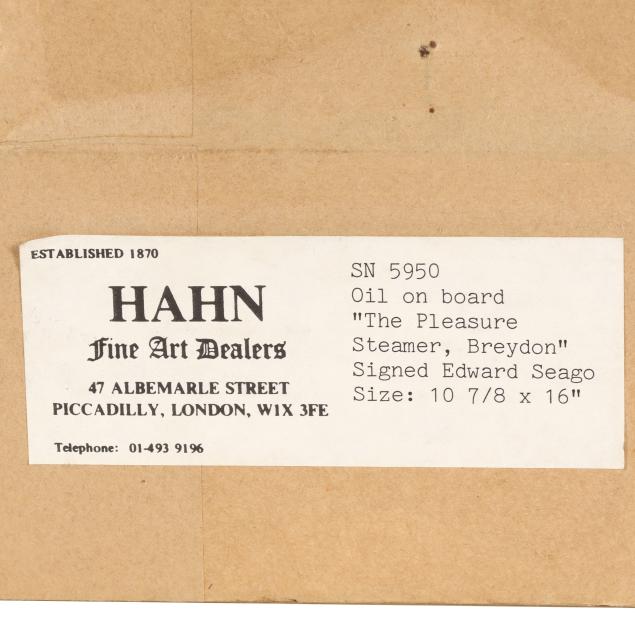 ESTABLISHED 1870
HAHN
Fine Art Dealers
47 ALBEMARLE STREET
PICCADILLY, LONDON, W1X 3FE
Telephone: 01-493 9196
SN 5950
Oil on board
"The Pleasure
Steamer, Breydon"
Signed Edward Seago
Size: 10 7/8 x 16"